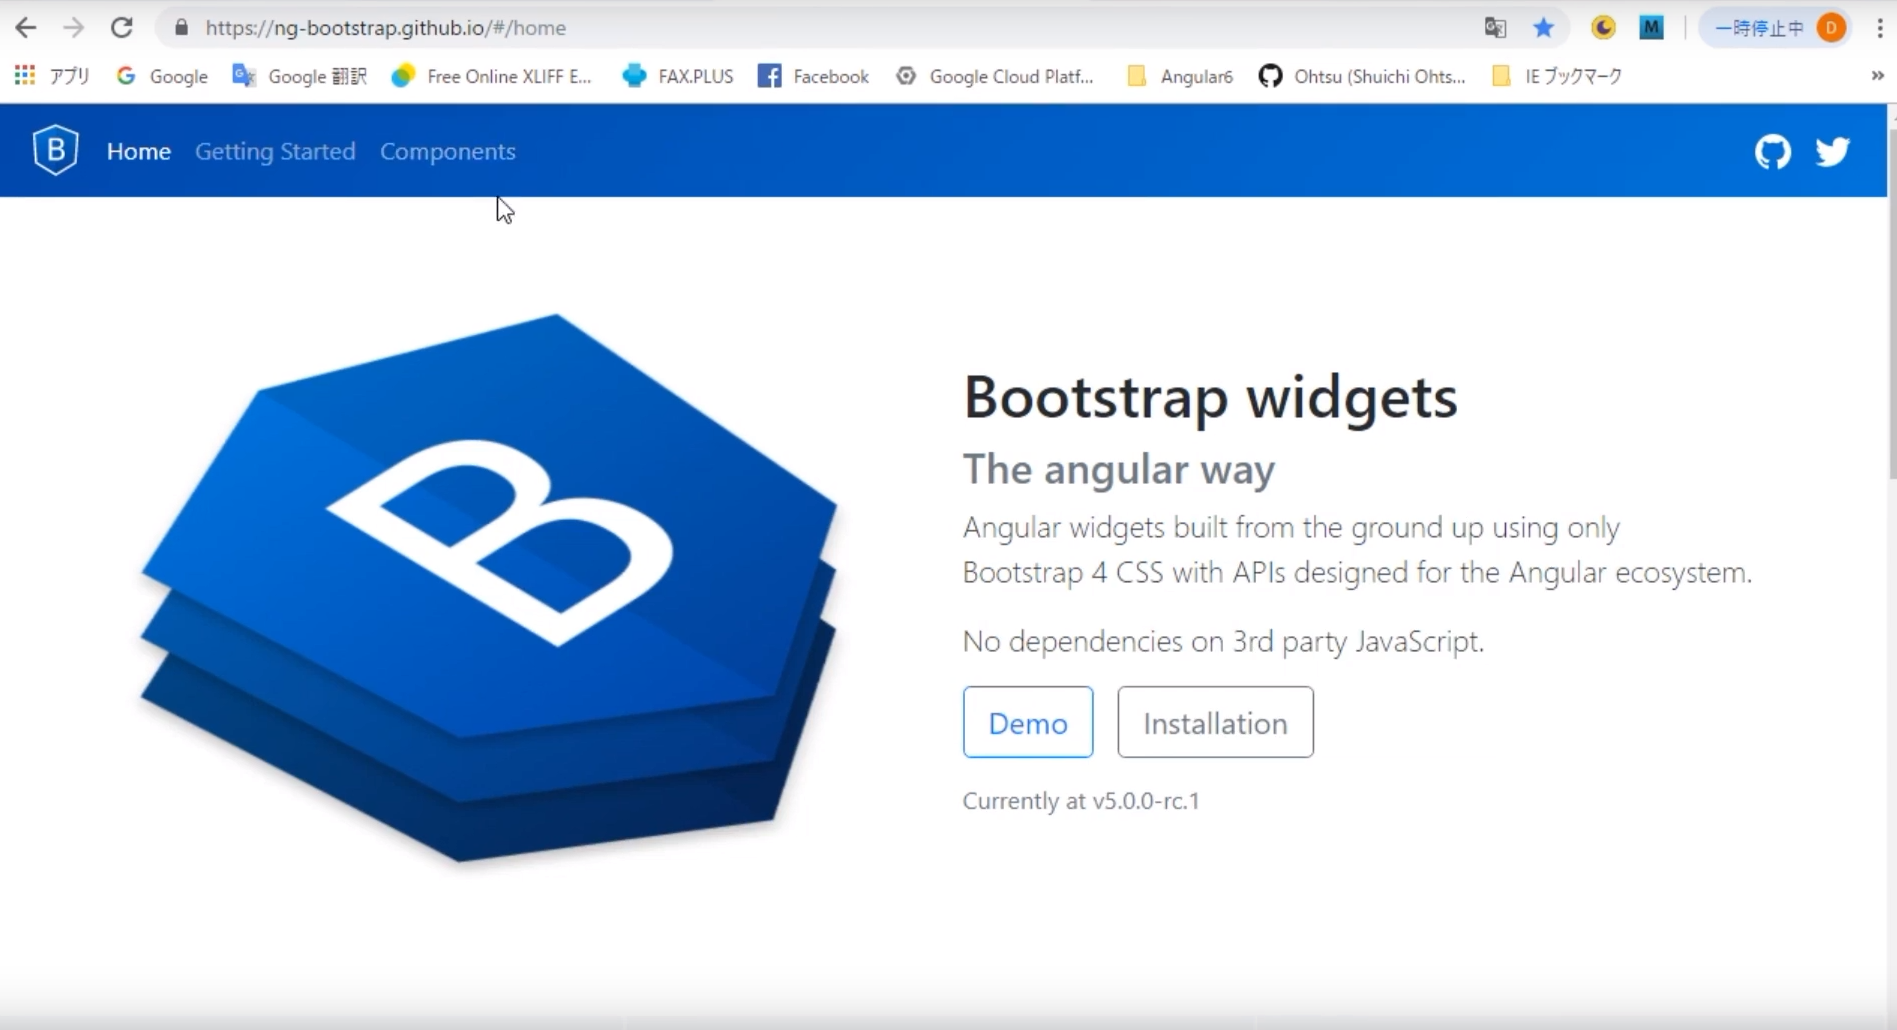 https://ng-bootstrap.github.io/#/home
M
一時停止中 D
アプリ Google Google 翻訳 Free Online XLIFF E... FAX.PLUS Facebook Google Cloud Platf... Angular6 Ohtsu (Shuichi Ohts... IE ブックマーク »
B Home Getting Started Components
B
Bootstrap widgets
The angular way
Angular widgets built from the ground up using only
Bootstrap 4 CSS with APIs designed for the Angular ecosystem.
No dependencies on 3rd party JavaScript.
Demo Installation
Currently at v5.0.0-rc.1